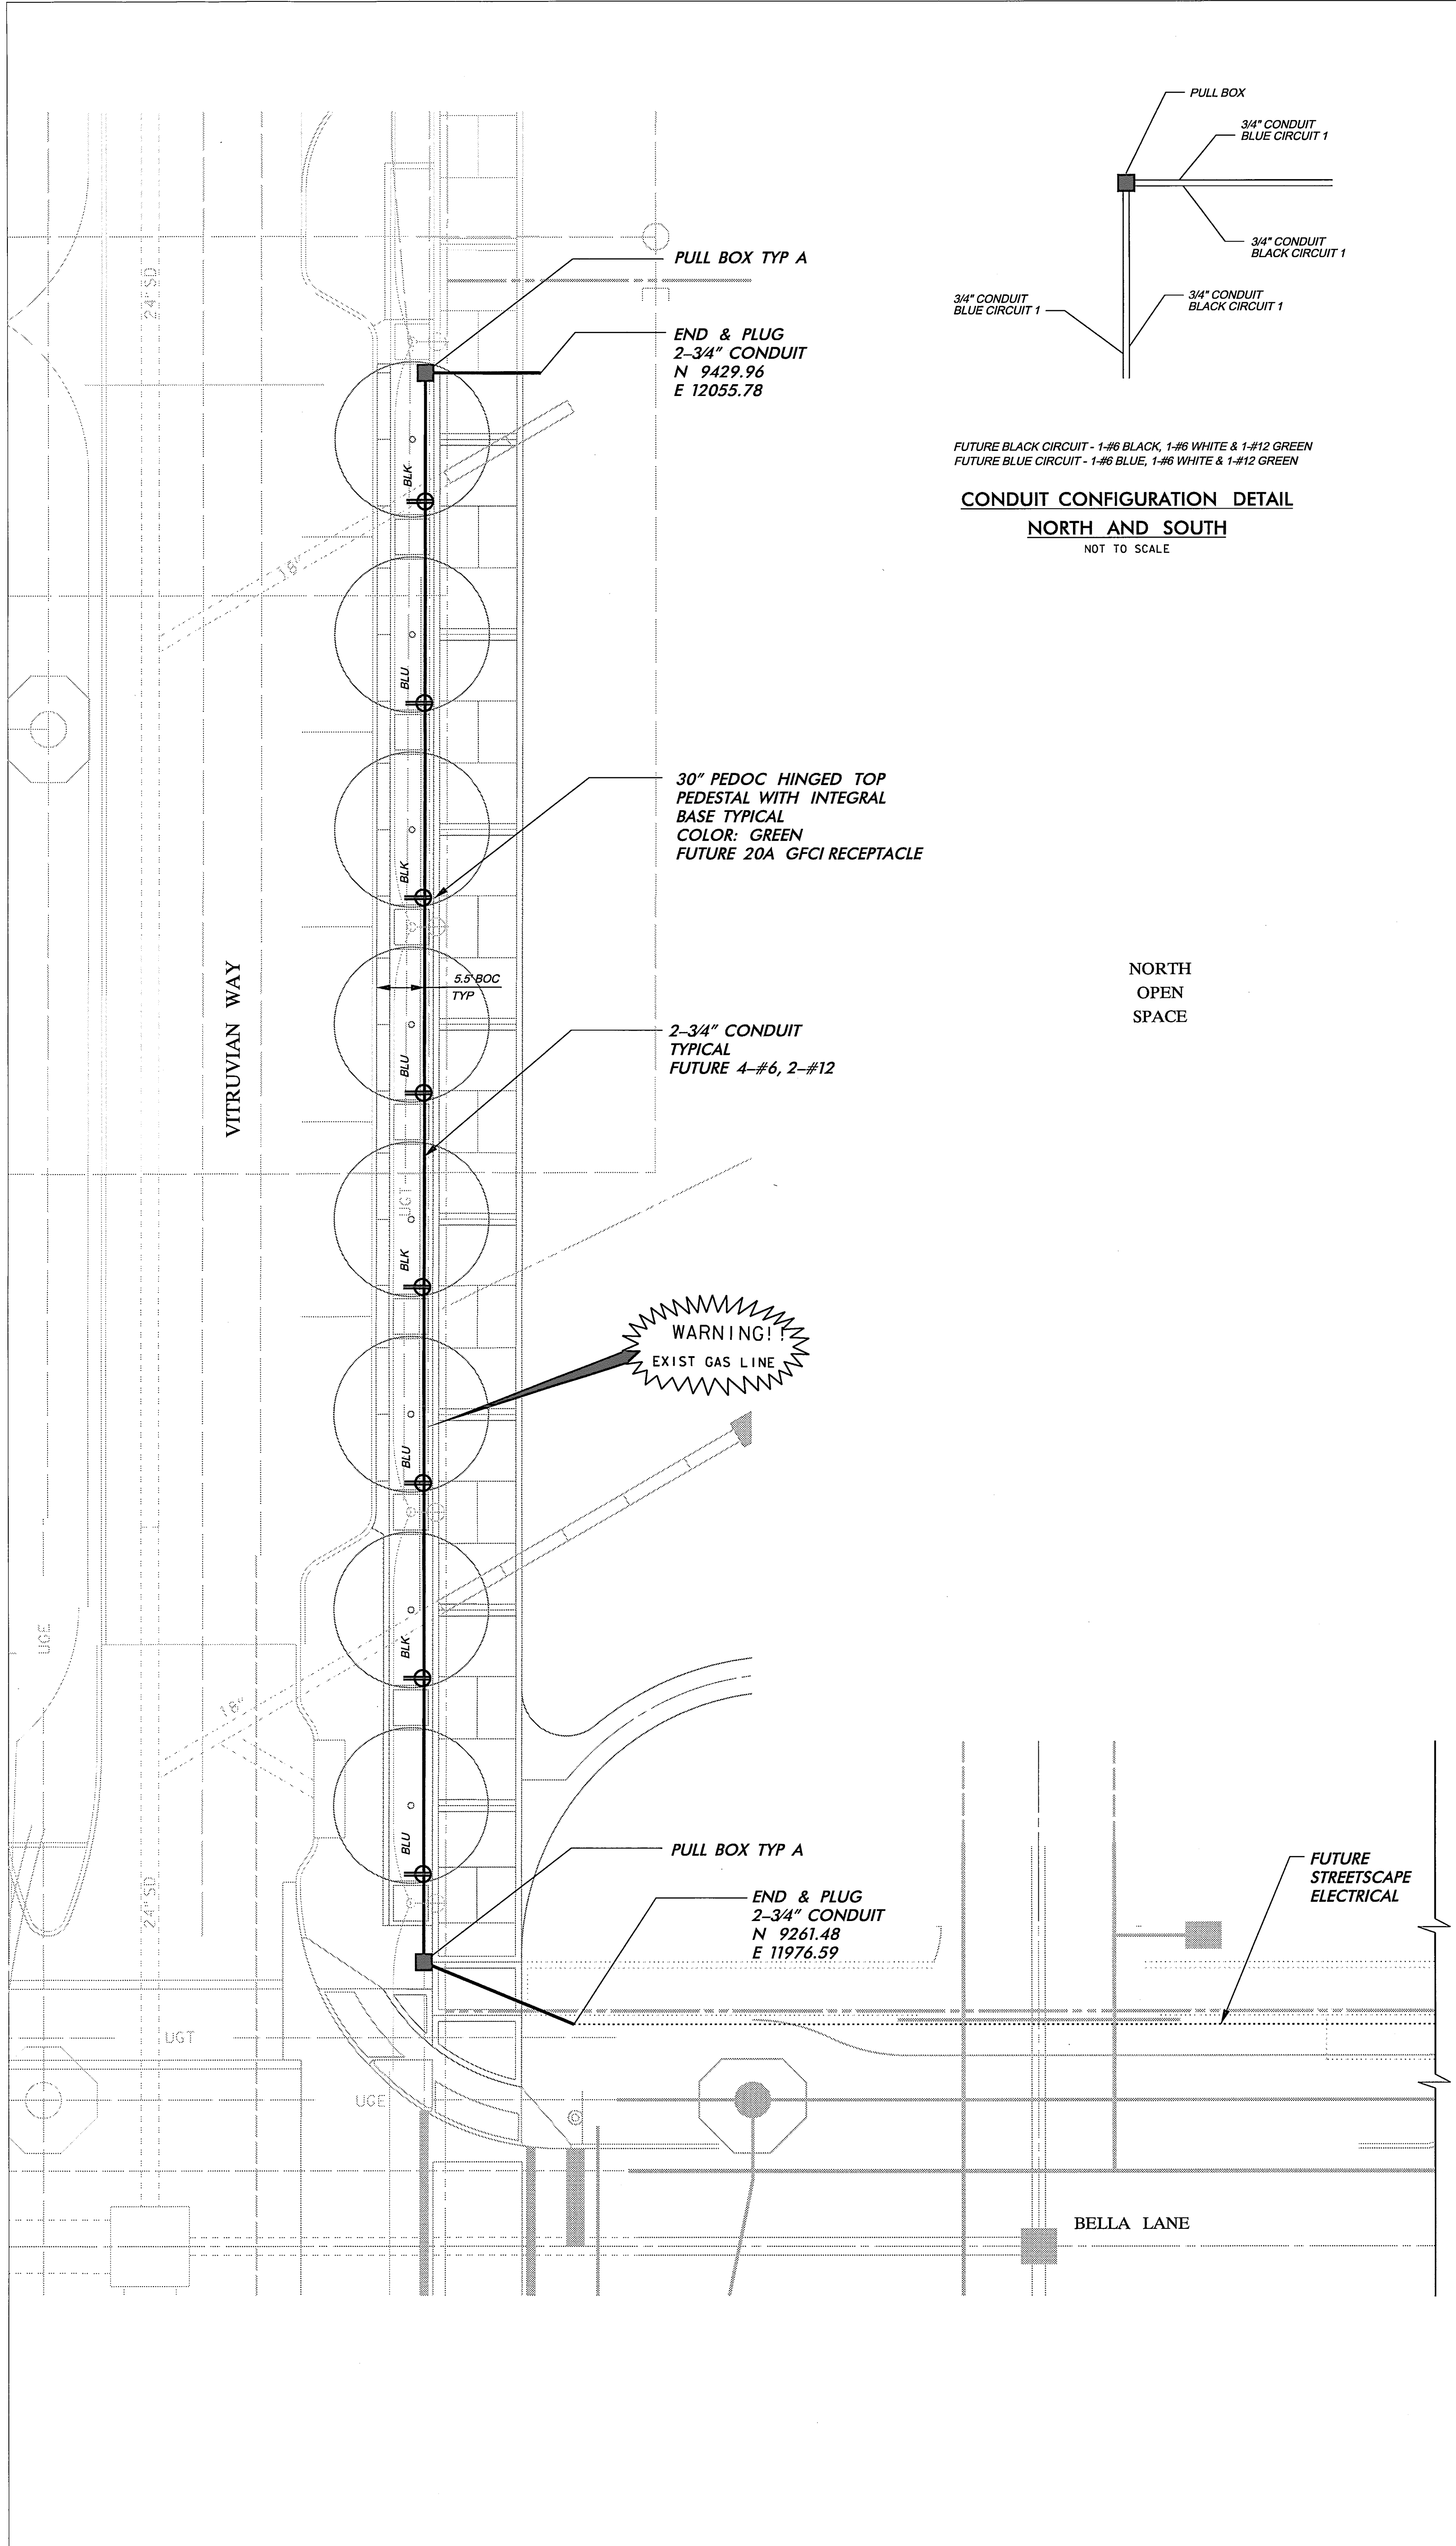 PULL BOX
3/4" CONDUIT
BLUE CIRCUIT 1
3/4" CONDUIT
BLACK CIRCUIT 1
3/4" CONDUIT
BLUE CIRCUIT 1
3/4" CONDUIT
BLACK CIRCUIT 1
FUTURE BLACK CIRCUIT - 1-#6 BLACK, 1-#6 WHITE & 1-#12 GREEN
FUTURE BLUE CIRCUIT - 1-#6 BLUE, 1-#6 WHITE & 1-#12 GREEN
CONDUIT CONFIGURATION DETAIL
NORTH AND SOUTH
NOT TO SCALE
24"SD
PULL BOX TYP A
END & PLUG
2-3/4" CONDUIT
N 9429.96
E 12055.78
BLK
18"
BLU
30" PEDOC HINGED TOP
PEDESTAL WITH INTEGRAL
BASE TYPICAL
COLOR: GREEN
FUTURE 20A GFCI RECEPTACLE
BLK
5.5' BOC
TYP
VITRUVIAN WAY
NORTH
OPEN
SPACE
2-3/4" CONDUIT
TYPICAL
FUTURE 4-#6, 2-#12
BLU
UGT
BLK
WARNING!!
EXIST GAS LINE
BLU
UGE
BLK
18"
BLU
PULL BOX TYP A
END & PLUG
2-3/4" CONDUIT
N 9261.48
E 11976.59
FUTURE
STREETSCAPE
ELECTRICAL
24"SD
UGT
UGE
BELLA LANE